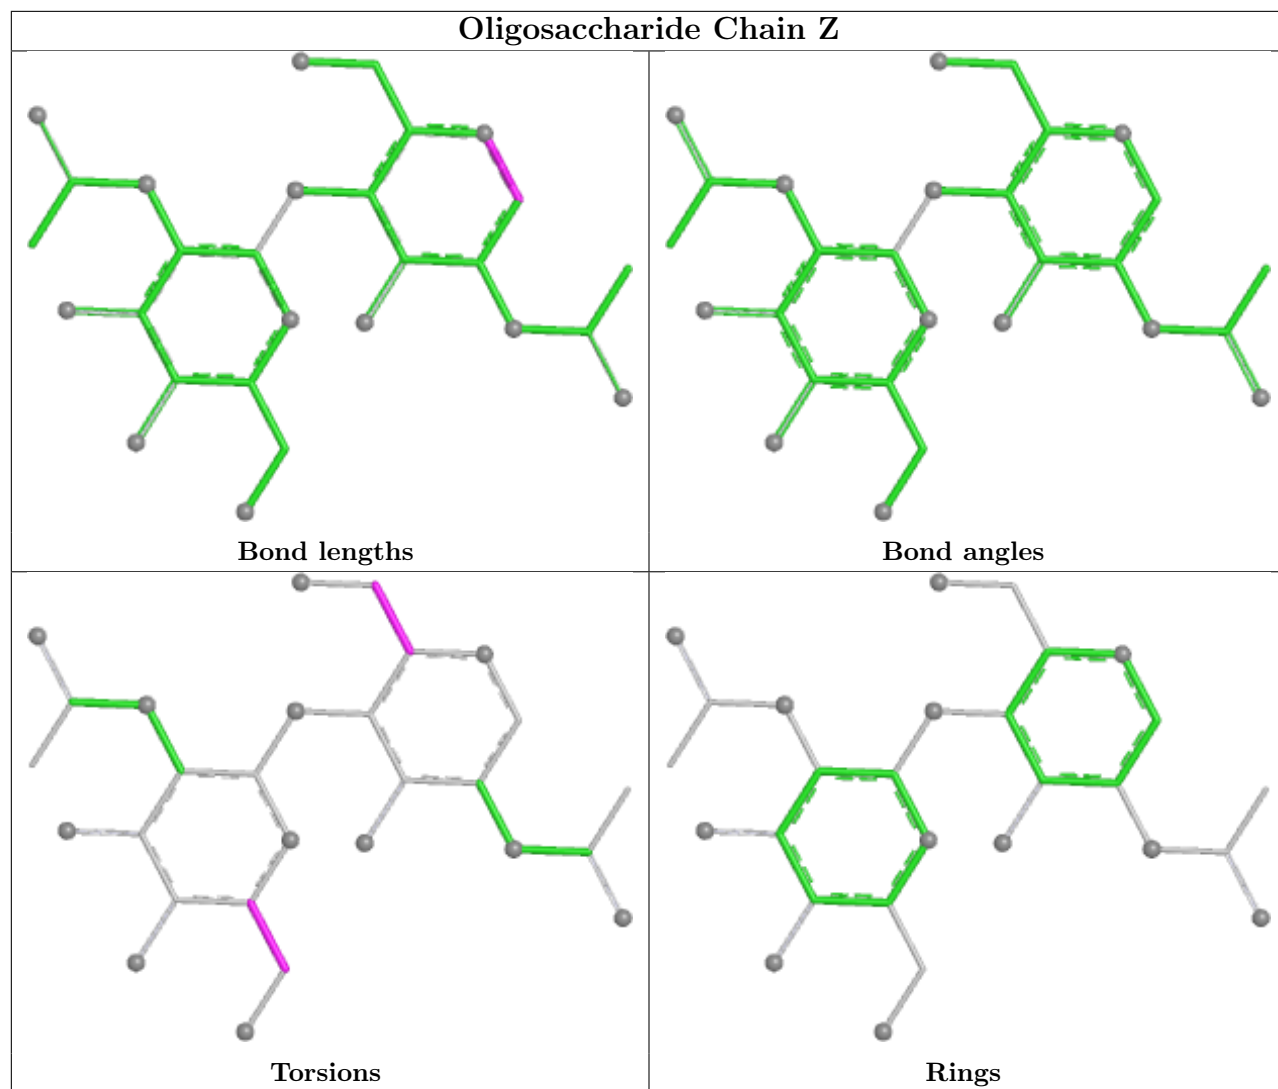 Oligosaccharide Chain Z
Bond lengths
Bond angles
Torsions
Rings